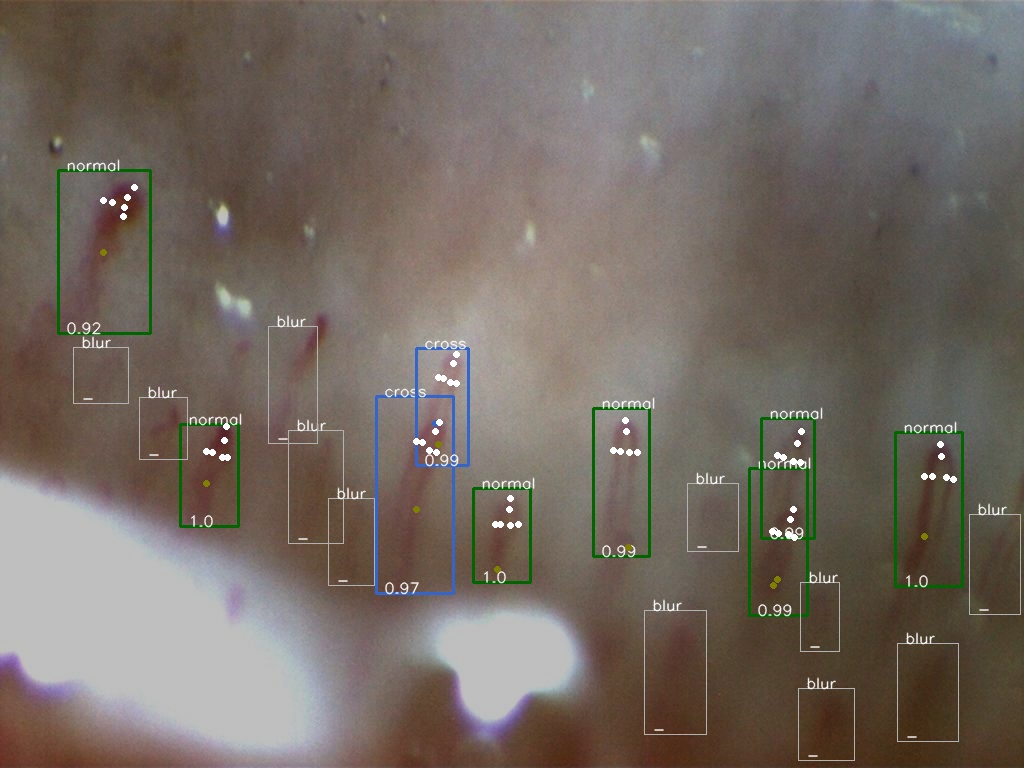 normal
0.92
blur
–
blur
–
normal
1.0
blur
–
blur
–
blur
–
cross
0.99
cross
0.97
normal
1.0
normal
0.99
blur
–
normal
0.99
normal
0.99
blur
–
normal
1.0
blur
–
blur
–
blur
–
blur
–